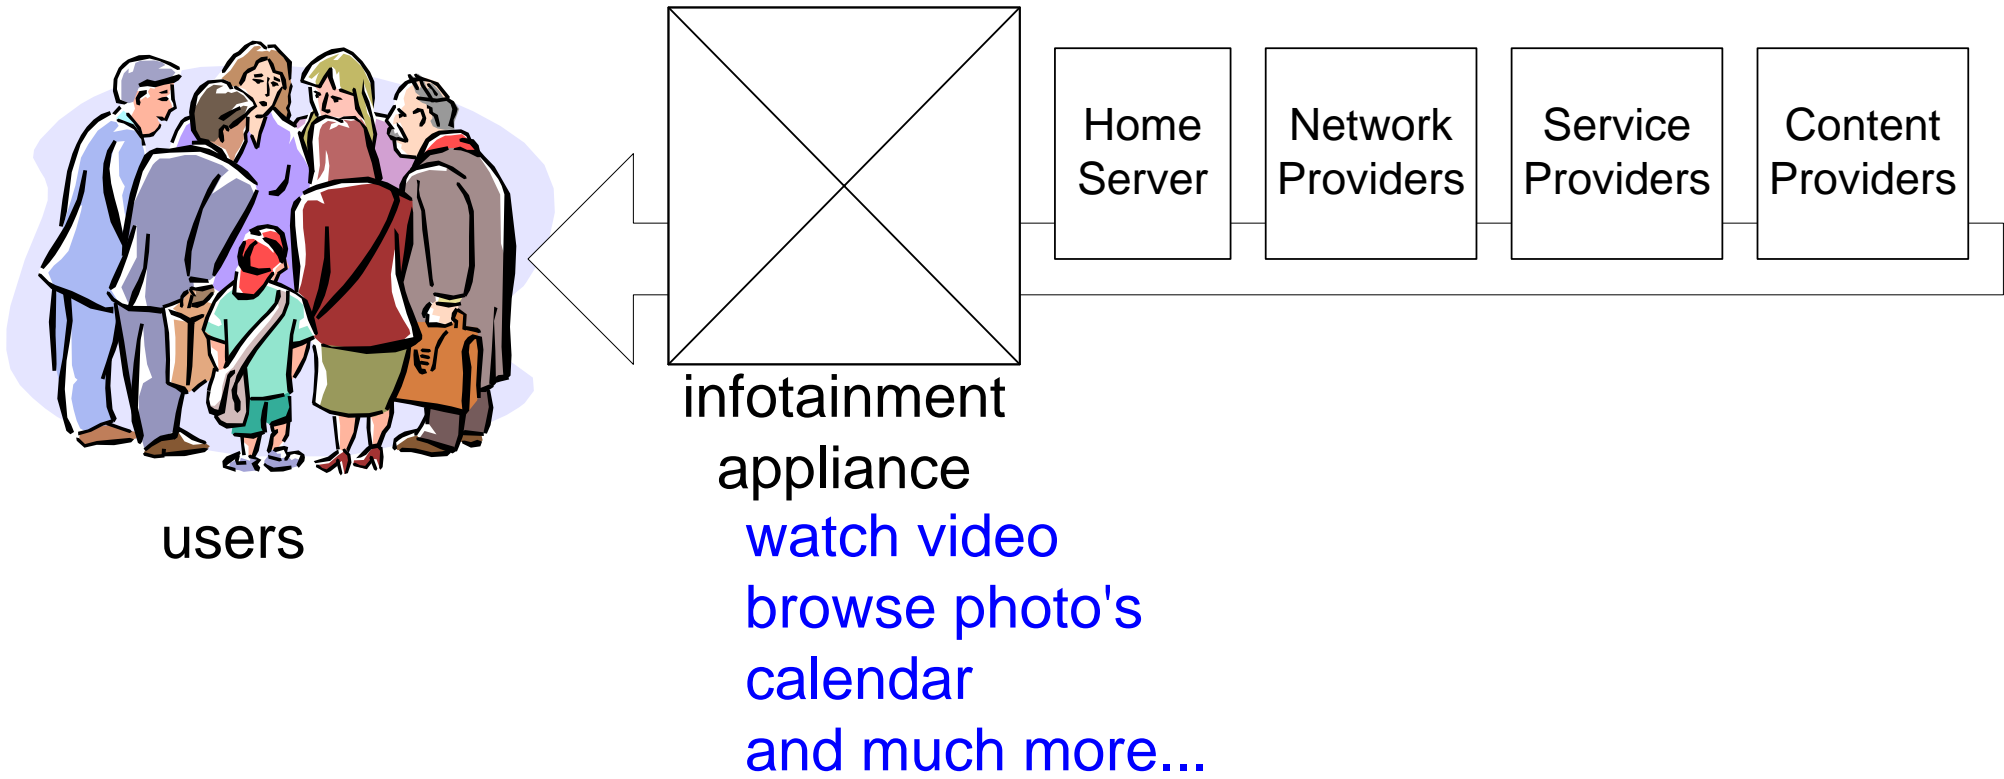 Home
Server
Network
Providers
Service
Providers
Content
Providers
infotainment
appliance
users
watch video
browse photo's
calendar
and much more...